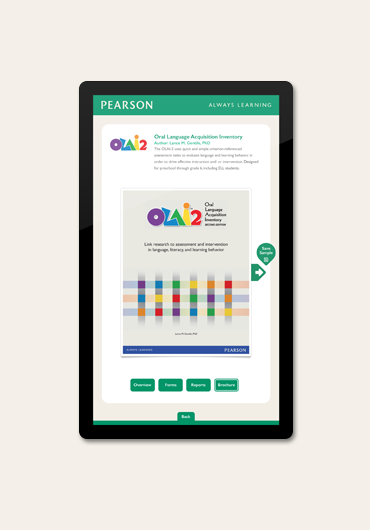 PEARSON
ALWAYS LEARNING
OLAI2
Oral Language Acquisition Inventory
Author: Lance M. Gentile, PhD
The OLAI-2 uses quick and simple criterion-referenced
assessment tasks to evaluate language and learning behavior in
order to drive effective instruction and/ or intervention. Designed
for preschool through grade 6, including ELL students.
OLAI2
Oral
Language
Acquisition
Inventory
SECOND EDITION
Link research to assessment and intervention
in language, literacy, and learning behavior
Save
Sample
Lance M. Gentile, PhD
ALWAYS LEARNING
PEARSON
Overview
Forms
Reports
Brochure
Back